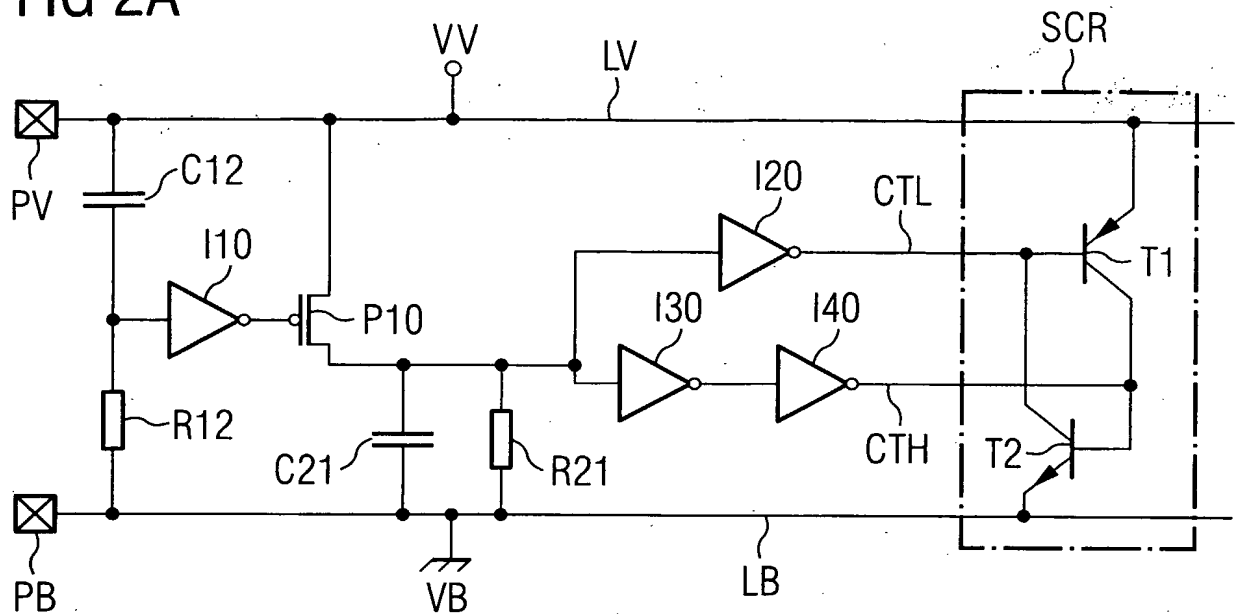 FIG 2A
VV
LV
SCR
PV
C12
I10
P10
I20
CTL
T1
I30
I40
R12
C21
R21
CTH
T2
PB
VB
LB